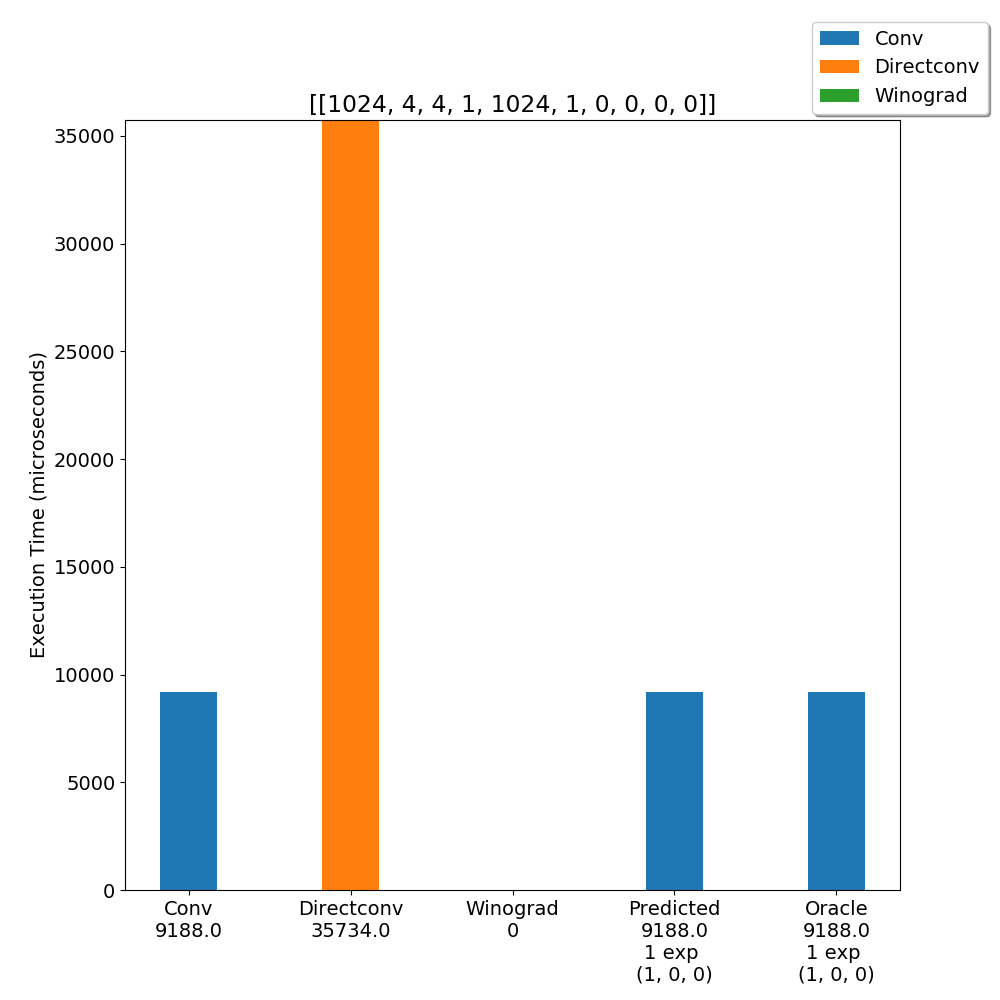 Conv
Directconv
Winograd
[[1024, 4, 4, 1, 1024, 1, 0, 0, 0, 0]]
Execution Time (microseconds)
35000
30000
25000
20000
15000
10000
5000
0
Conv
9188.0
Directconv
35734.0
Winograd
0
Predicted
9188.0
1 exp
(1, 0, 0)
Oracle
9188.0
1 exp
(1, 0, 0)